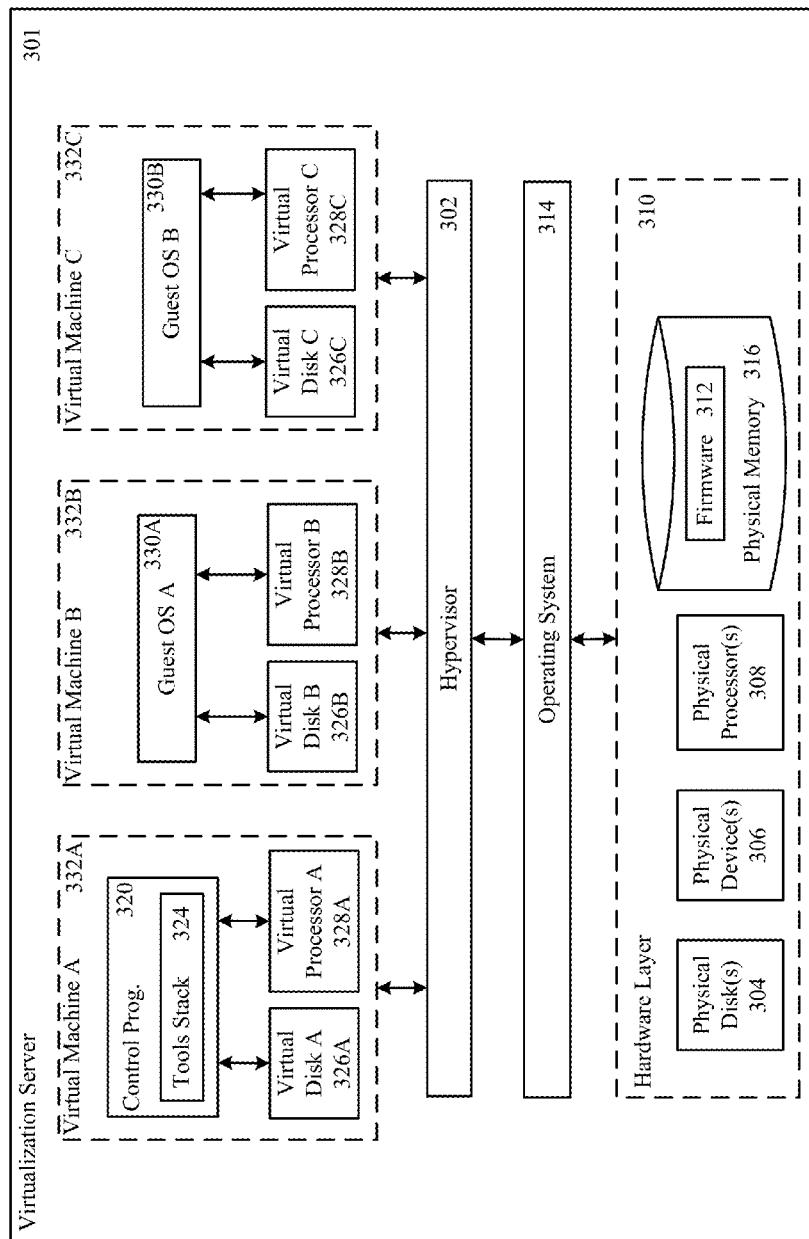 Virtualization Server
301
Virtual Machine A
332A
Control Prog.
320
Tools Stack
324
Virtual
Disk A
326A
Virtual
Processor A
328A
Virtual Machine B
332B
Guest OS A
330A
Virtual
Disk B
326B
Virtual
Processor B
328B
Virtual Machine C
332C
Guest OS B
330B
Virtual
Disk C
326C
Virtual
Processor C
328C
Hypervisor
302
Operating System
314
Hardware Layer
310
Physical
Disk(s)
304
Physical
Device(s)
306
Physical
Processor(s)
308
Firmware 312
Physical Memory 316